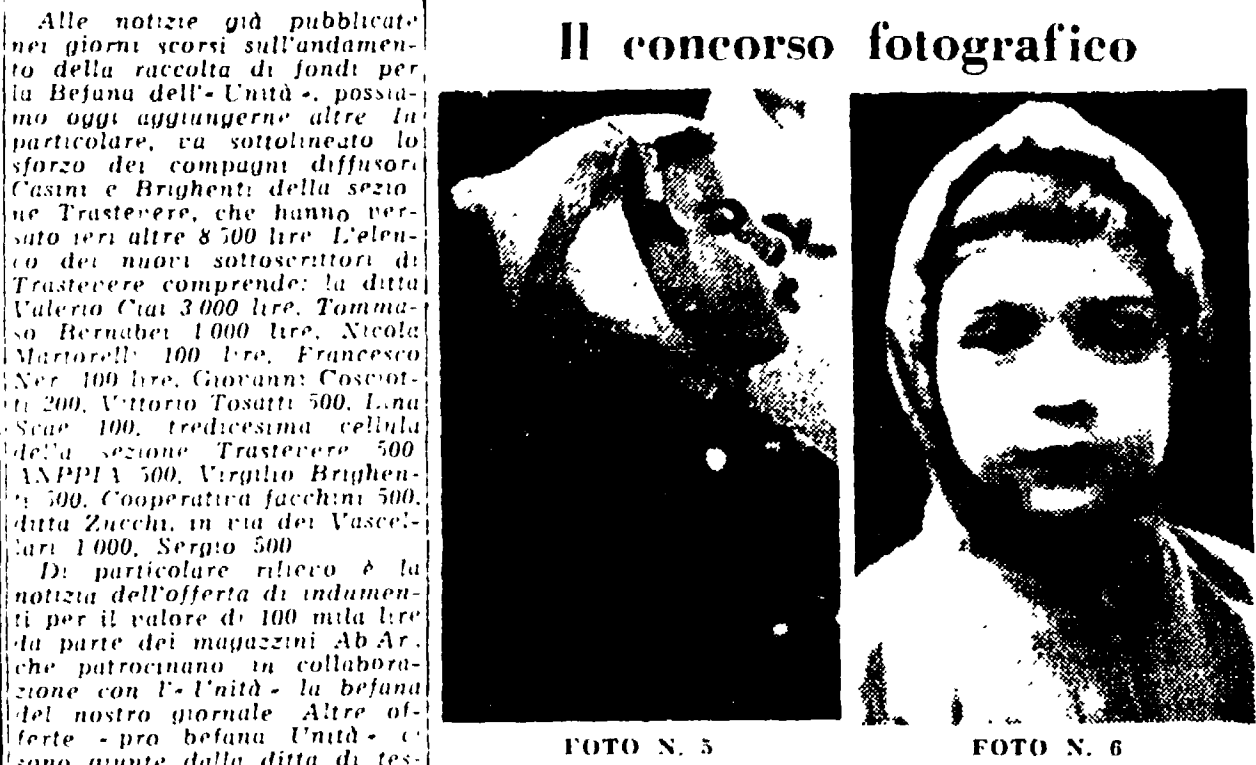 Alle notizie già pubblicate
nei giorni scorsi sull'andamen-
to della raccolta di fondi per
la Befana dell'« Unità », possia-
mo oggi aggiungerne altre In
particolare, va sottolineato lo
sforzo dei compagni diffusori
Casini e Brighenti della sezio
ne Trastevere, che hanno ver-
sato ieri altre 8 500 lire L'elen-
co dei nuovi sottoscrittori di
Trastevere comprende: la ditta
Valerio Ciai 3 000 lire, Tomma-
so Bernabei 1 000 lire, Nicola
Martorelli 100 lire, Francesco
Neri 100 lire, Giovanni Cosciot-
ti 200, Vittorio Tosatti 500, Lina
100, tredicesima cellula
della sezione Trastevere 500
ANPPIA 500, Virgilio Brighen-
ti 500, Cooperativa facchini 500,
ditta Zucchi, in via dei Vascel-
lari 1 000, Sergio 500
Di particolare rilievo è la
notizia dell'offerta di indumen-
ti per il valore di 100 mila lire
da parte dei magazzini Ab Ar,
che patrocinano in collabora-
zione con l'« Unità » la befana
del nostro giornale Altre of-
ferte « pro befana Unità » ci
sono giunte dalla ditta di tes-
Il concorso fotografico
FOTO N. 5
FOTO N. 6